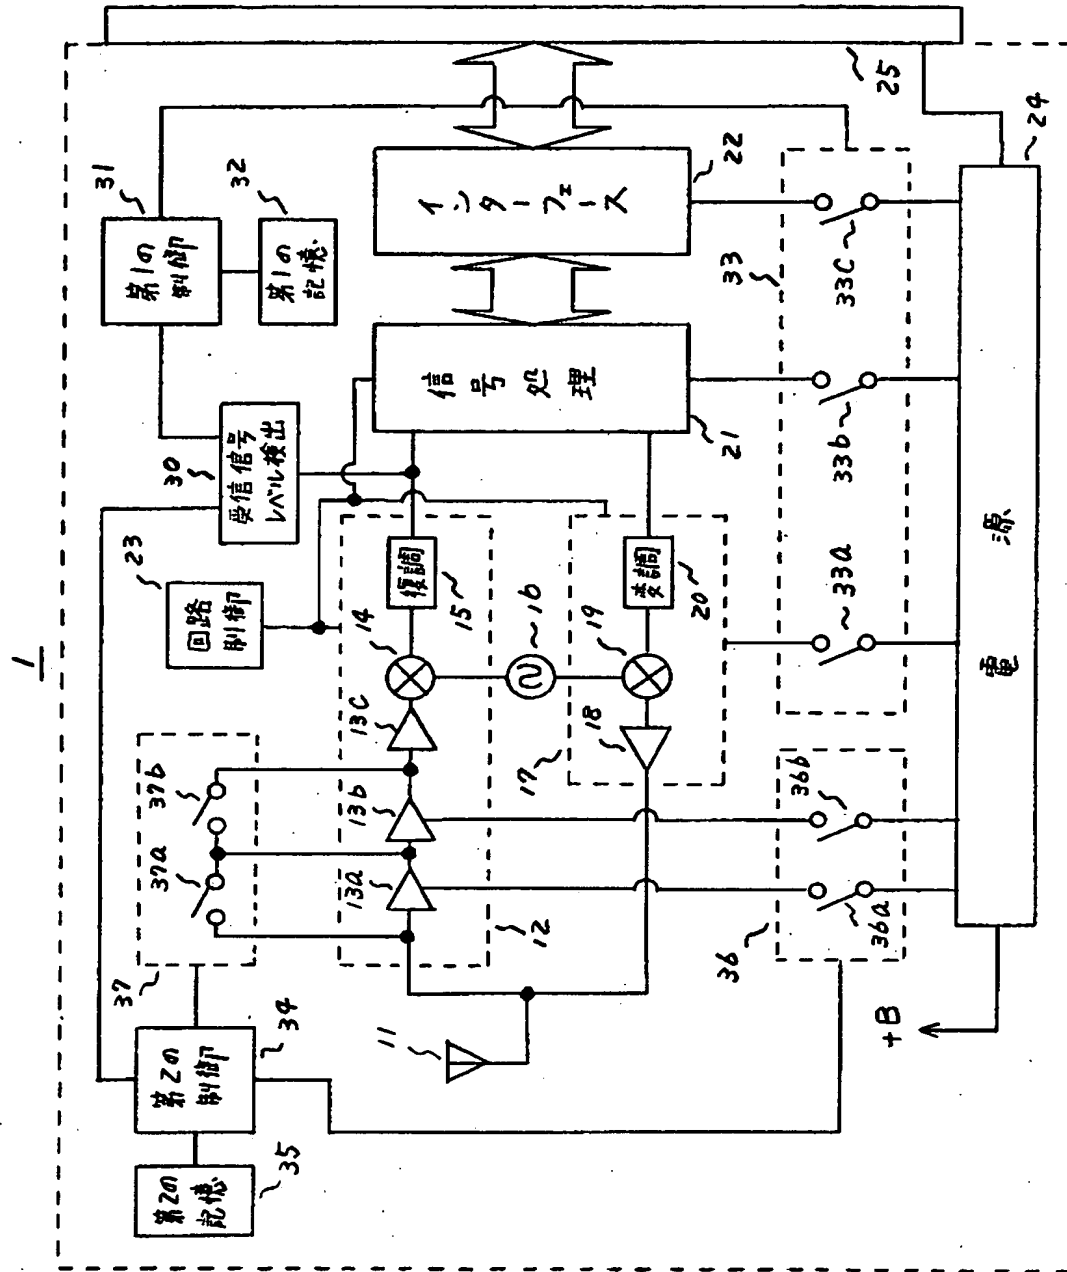 1
第2の
記憶
35
第2の
制御
34
37
37a
37b
回路
制御
23
受信信号
レベル検出
30
第1の
制御
31
第1の
記憶
32
11
12
13a
13b
13c
14
復調
15
16
17
18
19
変調
20
信号処理
21
インターフェース
22
25
36
36a
36b
33
33a
33b
33c
+B
電源
24